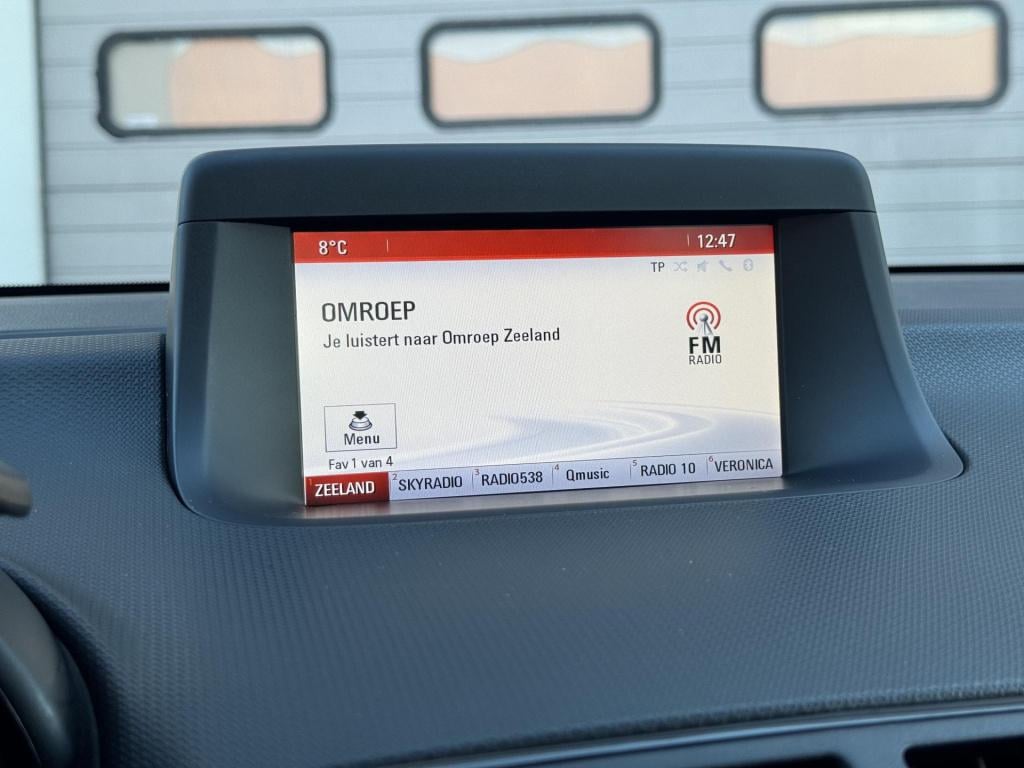 8°C 12:47
TP
OMROEP
Je luistert naar Omroep Zeeland
FM
RADIO
Menu
Fav 1 van 4
1 ZEELAND 2 SKYRADIO 3 RADIO538 4 Qmusic 5 RADIO 10 6 VERONICA